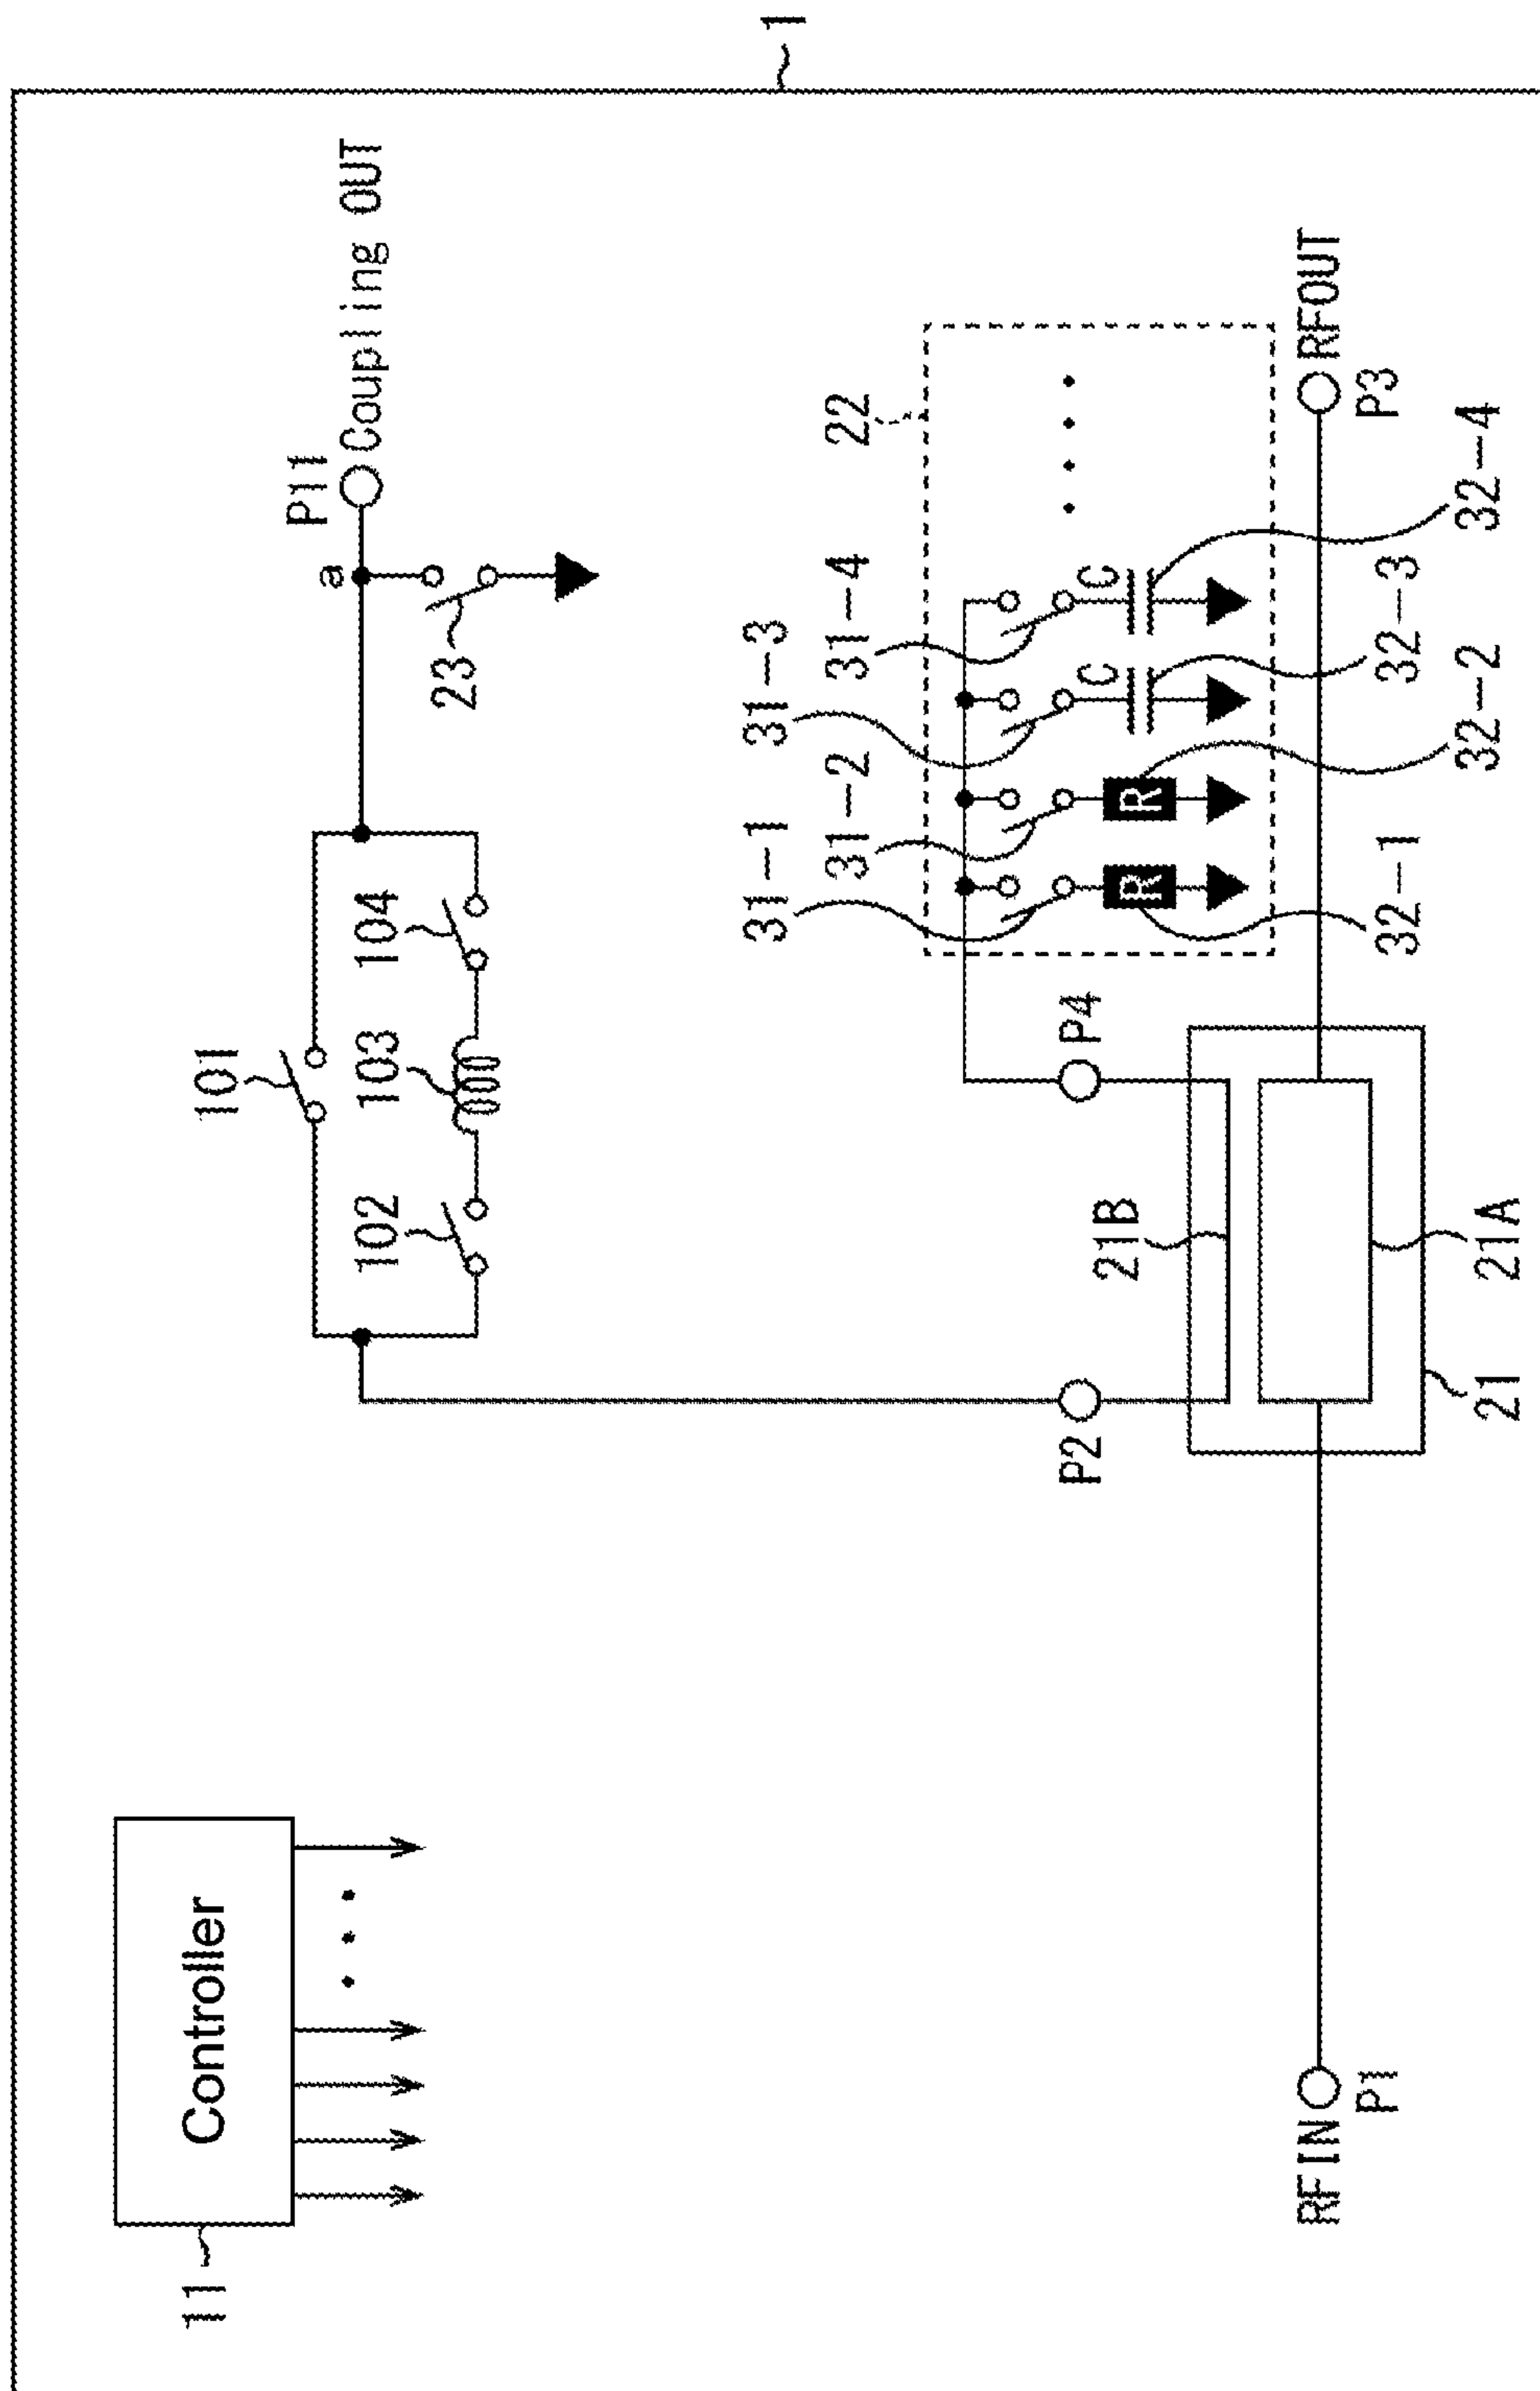 1
11
Controller
P11
Coupling OUT
a
23
101
102
103
104
31-1
31-2
31-3
31-4
22
C
C
R
R
32-1
32-2
32-3
32-4
P2
P4
21B
21A
21
RFIN
P1
RFOUT
P3